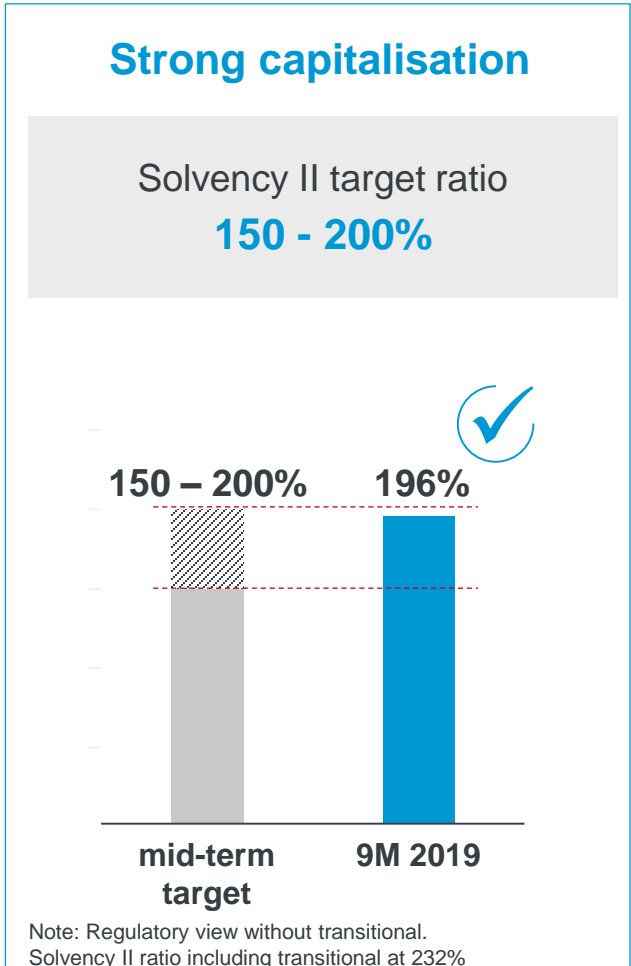 Strong capitalisation
Solvency II target ratio
150 - 200%
150 – 200%
196%
mid-term
target
9M 2019
Note: Regulatory view without transitional.
Solvency II ratio including transitional at 232%